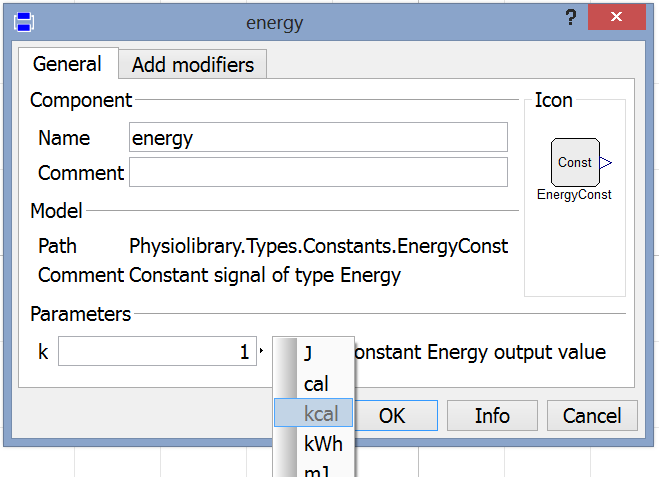 energy
?
General
Add modifiers
Component
Icon
Name
energy
Comment
Const
EnergyConst
Model
Path Physiolibrary.Types.Constants.EnergyConst
Comment Constant signal of type Energy
Parameters
k 1
onstant Energy output value
J
cal
kcal
kWh
mJ
OK
Info
Cancel